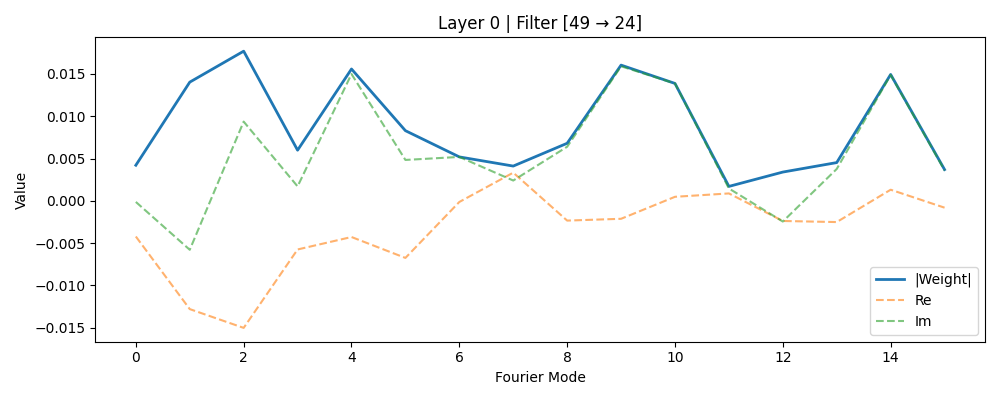 Layer 0 | Filter [49 → 24]
Value
0.015
0.010
0.005
0.000
−0.005
−0.010
−0.015
|Weight|
Re
Im
0 2 4 6 8 10 12 14
Fourier Mode